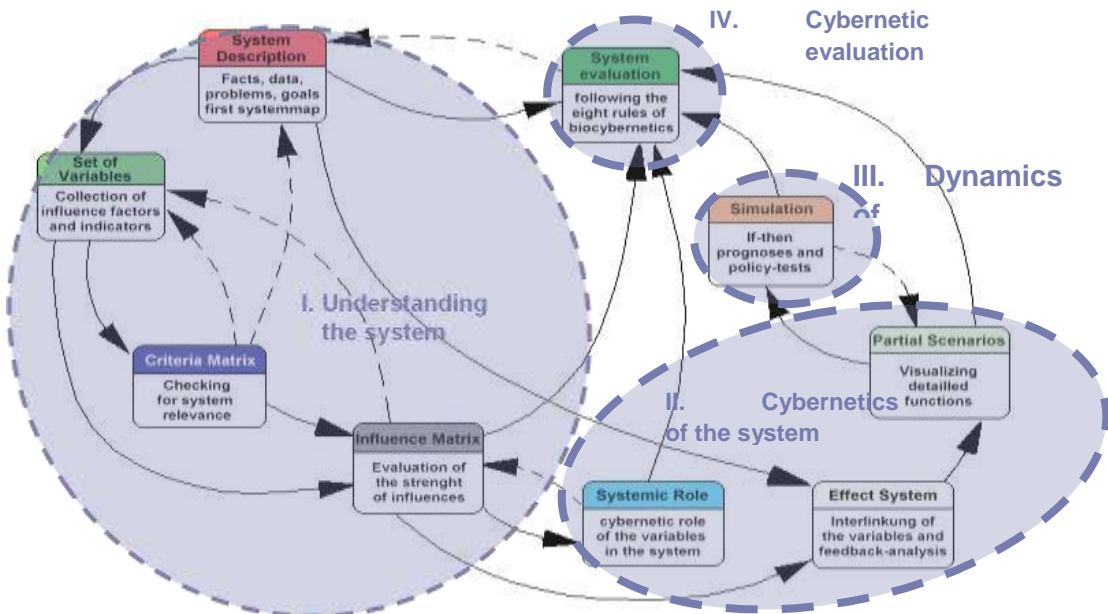 IV. Cybernetic
evaluation
System
Description
Facts, data,
problems, goals
first systemmap
System
evaluation
following the
eight rules of
biocybernetics
Set of
Variables
Collection of
influence factors
and indicators
III. Dynamics
of
Simulation
If-then
prognoses and
policy-tests
I. Understanding
the system
Criteria Matrix
Checking
for system
relevance
Partial Scenarios
Visualizing
detailled
functions
II. Cybernetics
of the system
Influence Matrix
Evaluation of
the strenght
of influences
Systemic Role
cybernetic role
of the variables
in the system
Effect System
Interlinkung of
the variables and
feedback-analysis